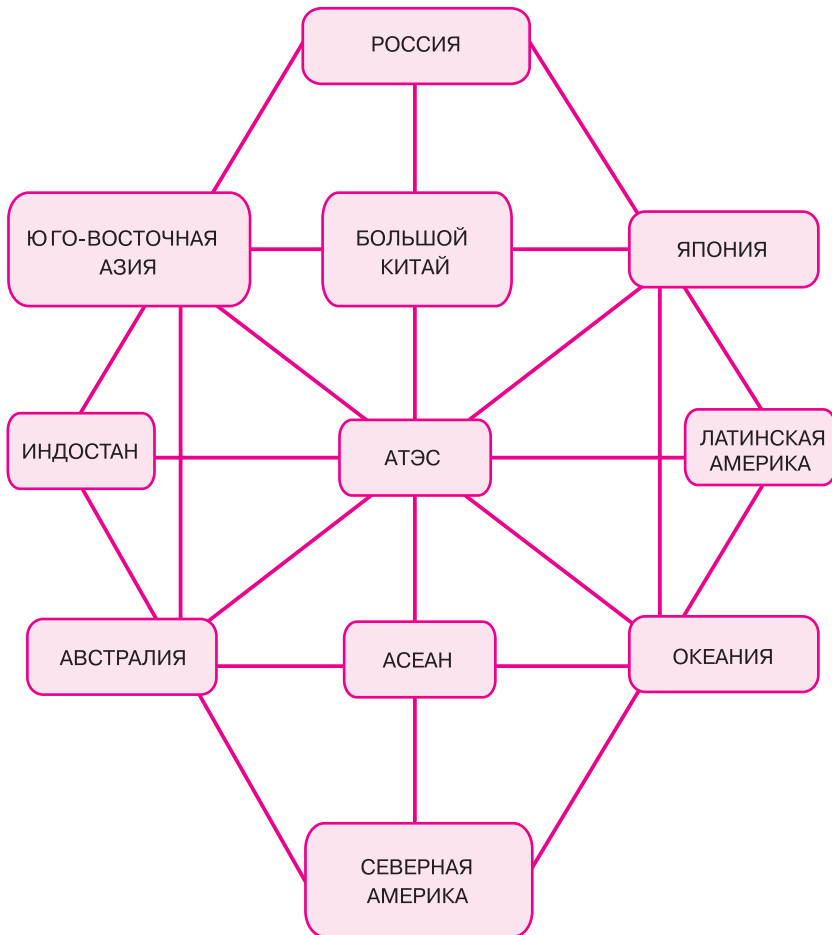 РОССИЯ
ЮГО-ВОСТОЧНАЯ
АЗИЯ
БОЛЬШОЙ
КИТАЙ
ЯПОНИЯ
ИНДОСТАН
АТЭС
ЛАТИНСКАЯ
АМЕРИКА
АВСТРАЛИЯ
АСЕАН
ОКЕАНИЯ
СЕВЕРНАЯ
АМЕРИКА